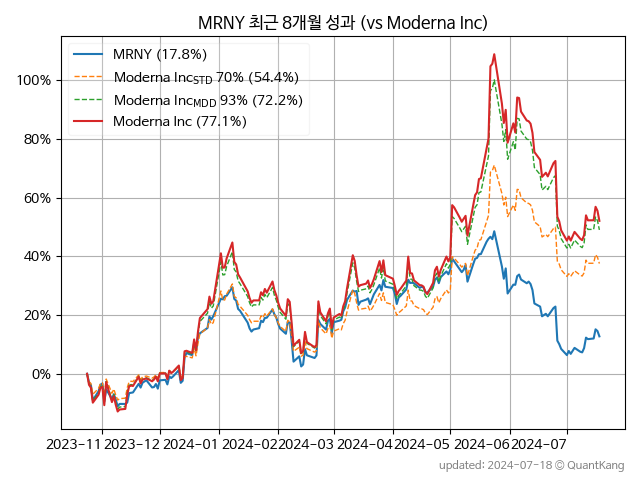 MRNY 최근 8개월 성과 (vs Moderna Inc)
MRNY (17.8%)
Moderna Inc_STD 70% (54.4%)
Moderna Inc_MDD 93% (72.2%)
Moderna Inc (77.1%)
100%
80%
60%
40%
20%
0%
2023-11 2023-12 2024-01 2024-02 2024-03 2024-04 2024-05 2024-06 2024-07
updated: 2024-07-18 © QuantKang